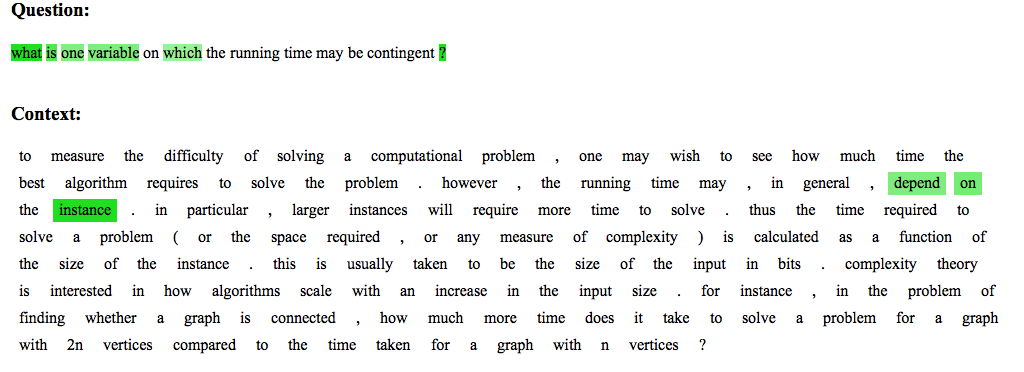 Question:
what is one variable on which the running time may be contingent ?
Context:
to measure the difficulty of solving a computational problem , one may wish to see how much time the
best algorithm requires to solve the problem . however , the running time may , in general , depend on
the instance . in particular , larger instances will require more time to solve . thus the time required to
solve a problem ( or the space required , or any measure of complexity ) is calculated as a function of
the size of the instance . this is usually taken to be the size of the input in bits . complexity theory
is interested in how algorithms scale with an increase in the input size . for instance , in the problem of
finding whether a graph is connected , how much more time does it take to solve a problem for a graph
with 2n vertices compared to the time taken for a graph with n vertices ?